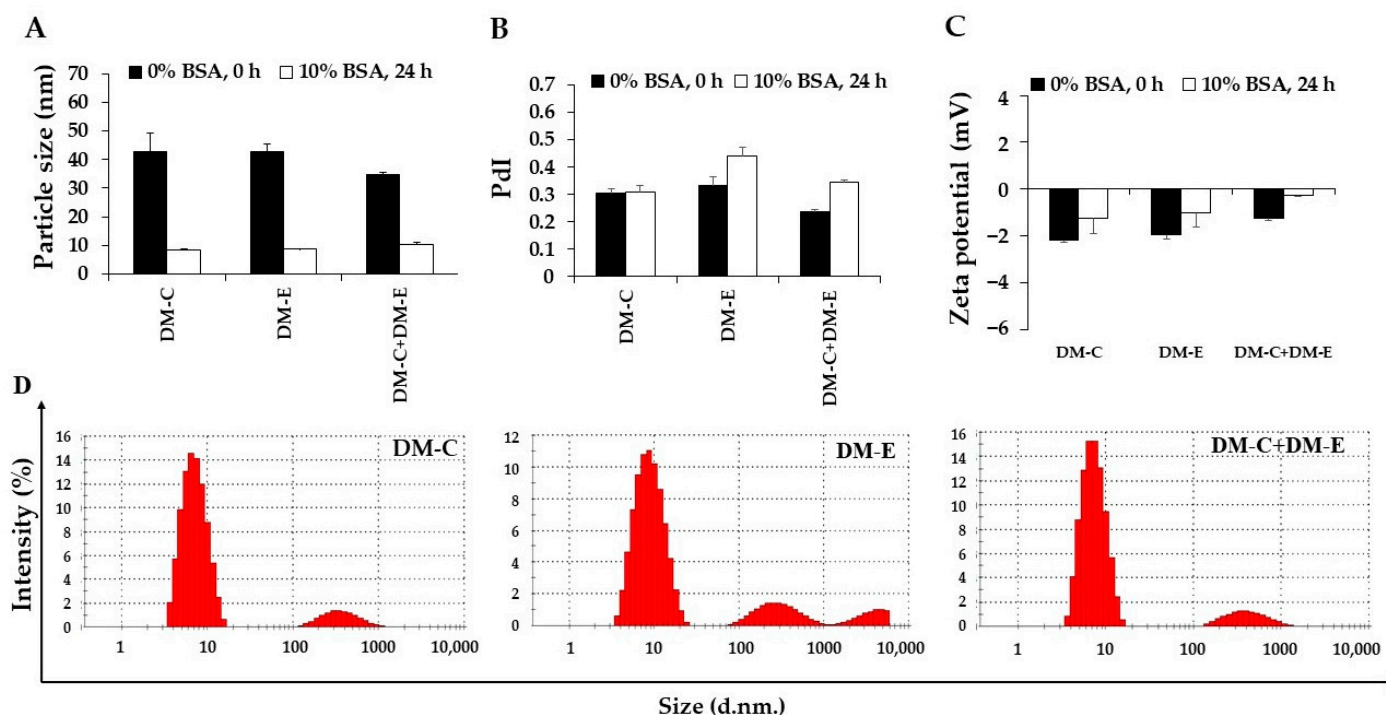 A
0% BSA, 0 h 10% BSA, 24 h
Particle size (nm)
70
60
50
40
30
20
10
0
DM-C
DM-E
DM-C+DM-E
B
0% BSA, 0 h 10% BSA, 24 h
PdI
0.7
0.6
0.5
0.4
0.3
0.2
0.1
0
DM-C
DM-E
DM-C+DM-E
C
0% BSA, 0 h 10% BSA, 24 h
Zeta potential (mV)
4
2
0
−2
−4
−6
DM-C DM-E DM-C+DM-E
D
Intensity (%)
DM-C
16
14
12
10
8
6
4
2
0
1 10 100 1000 10,000
DM-E
12
10
8
6
4
2
0
1 10 100 1000 10,000
DM-C+DM-E
16
14
12
10
8
6
4
2
0
1 10 100 1000 10,000
Size (d.nm.)